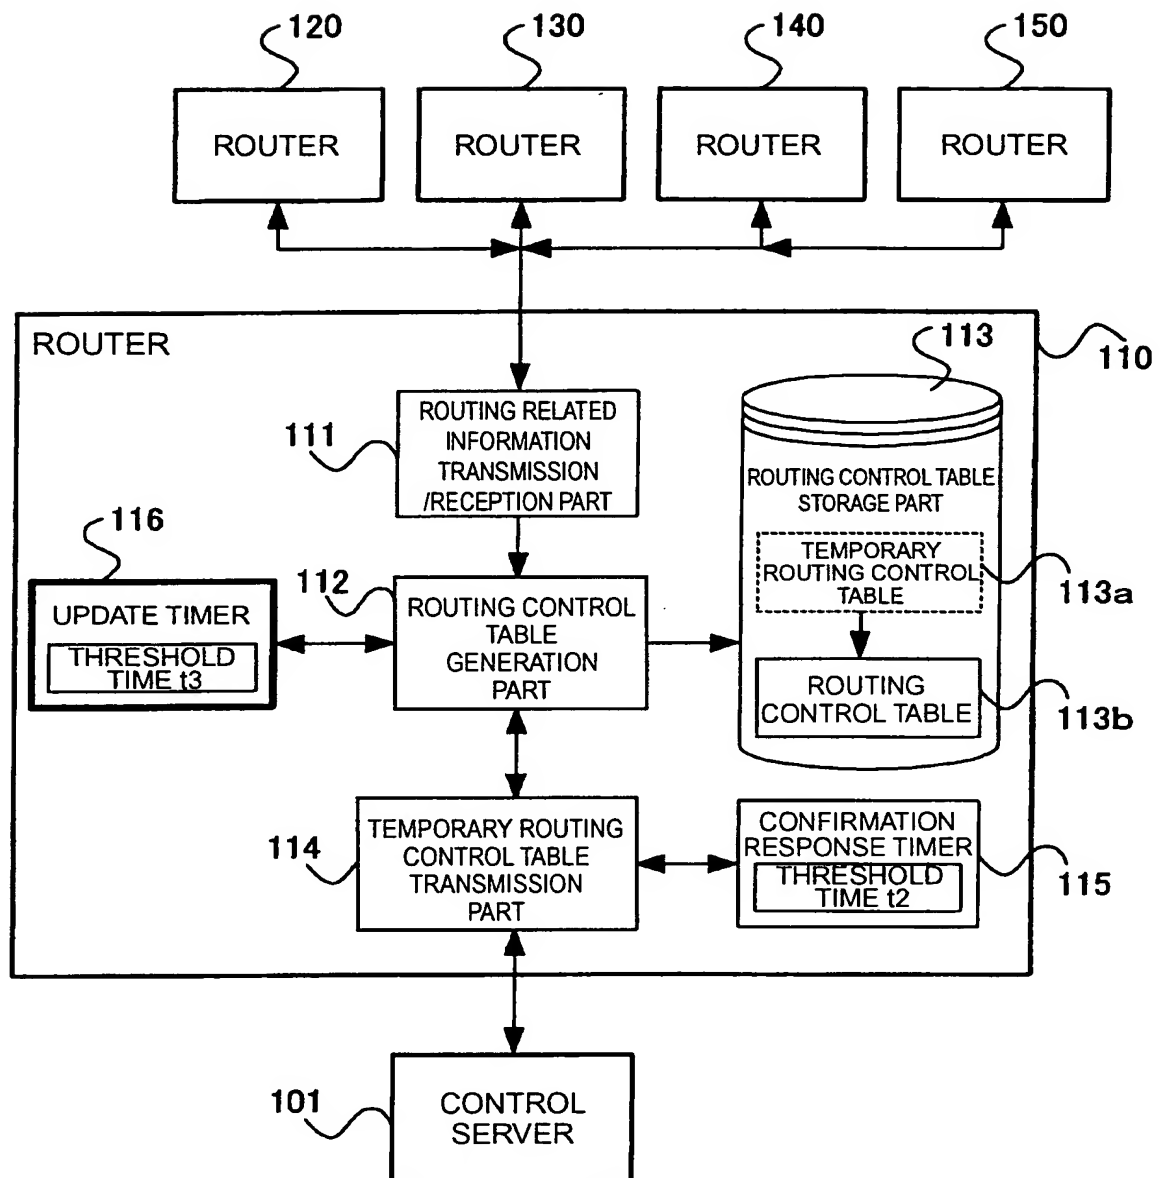 120
130
140
150
ROUTER
ROUTER
ROUTER
ROUTER
ROUTER
110
113
111
ROUTING RELATED
INFORMATION
TRANSMISSION
/RECEPTION PART
ROUTING CONTROL TABLE
STORAGE PART
TEMPORARY
ROUTING CONTROL
TABLE
113a
ROUTING
CONTROL TABLE
113b
116
UPDATE TIMER
THRESHOLD
TIME t3
112
ROUTING CONTROL
TABLE
GENERATION
PART
114
TEMPORARY ROUTING
CONTROL TABLE
TRANSMISSION
PART
CONFIRMATION
RESPONSE TIMER
THRESHOLD
TIME t2
115
101
CONTROL
SERVER